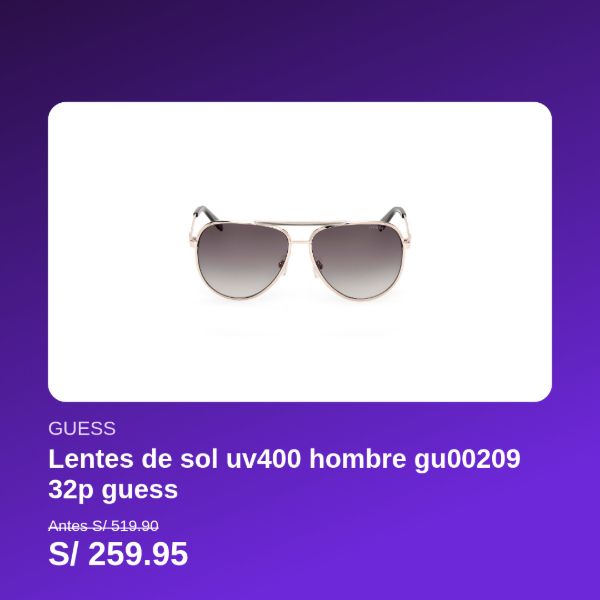 GUESS
Lentes de sol uv400 hombre gu00209
32p guess
Antes S/ 519.90
S/ 259.95